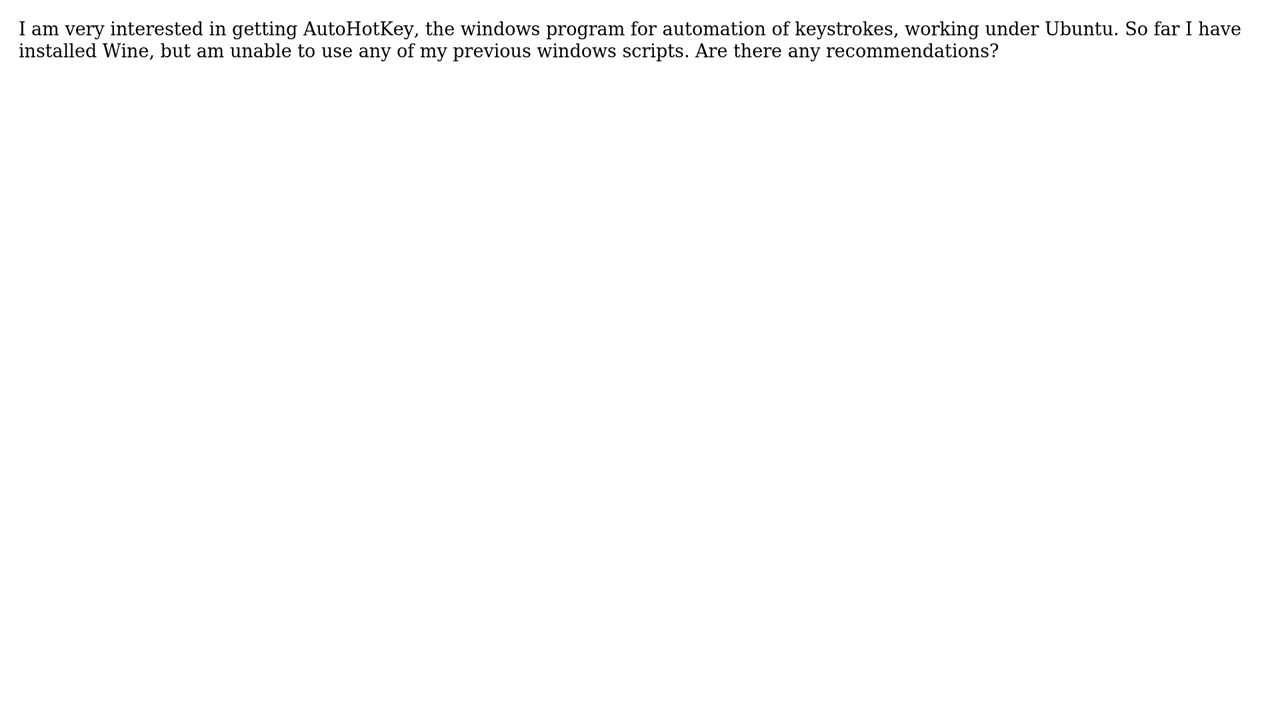 I am very interested in getting AutoHotKey, the windows program for automation of keystrokes, working under Ubuntu. So far I have
installed Wine, but am unable to use any of my previous windows scripts. Are there any recommendations?